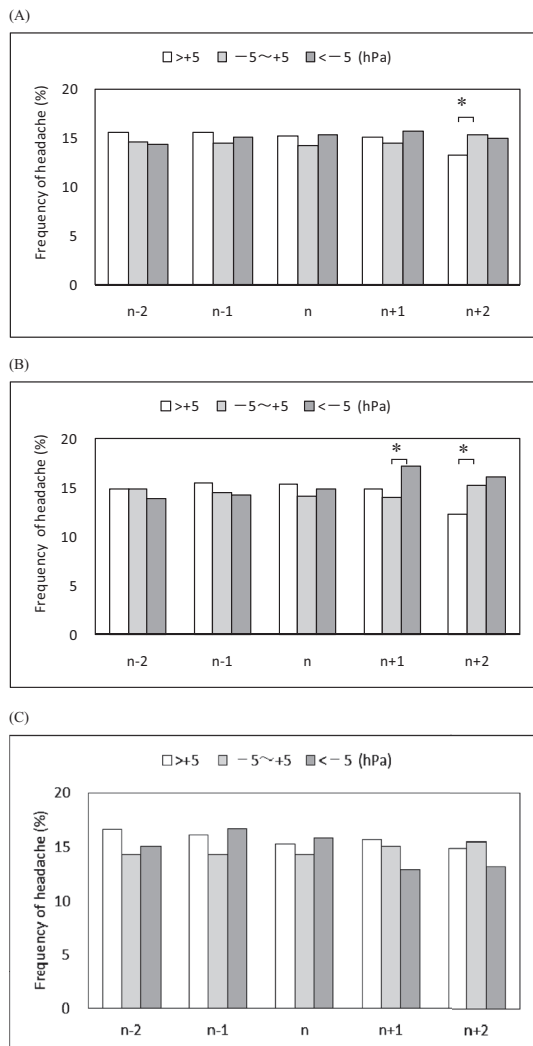 (A)
>+5 －5～+5 <－5 (hPa)
Frequency of headache (%)
20
*
15
10
5
0
n-2 n-1 n n+1 n+2
(B)
>+5 －5～+5 <－5 (hPa)
Frequency of headache (%)
20
* *
15
10
5
0
n-2 n-1 n n+1 n+2
(C)
>+5 －5～+5 <－5 (hPa)
Frequency of headache (%)
20
15
10
5
0
n-2 n-1 n n+1 n+2